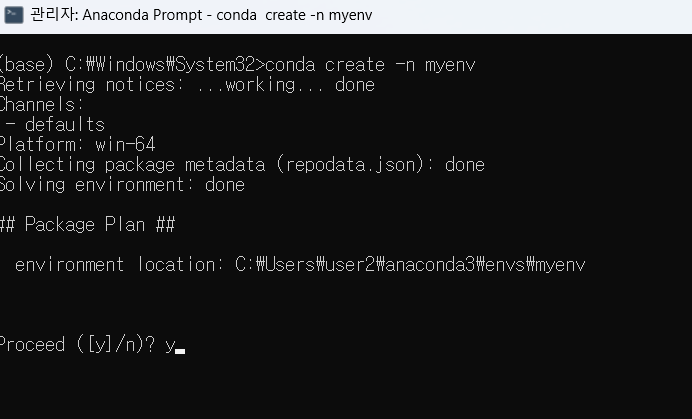 관리자: Anaconda Prompt - conda  create -n myenv
(base) C:₩Windows₩System32>conda create -n myenv
Retrieving notices: ...working... done
Channels:
 - defaults
Platform: win-64
Collecting package metadata (repodata.json): done
Solving environment: done
## Package Plan ##
  environment location: C:₩Users₩user2₩anaconda3₩envs₩myenv
Proceed ([y]/n)? y